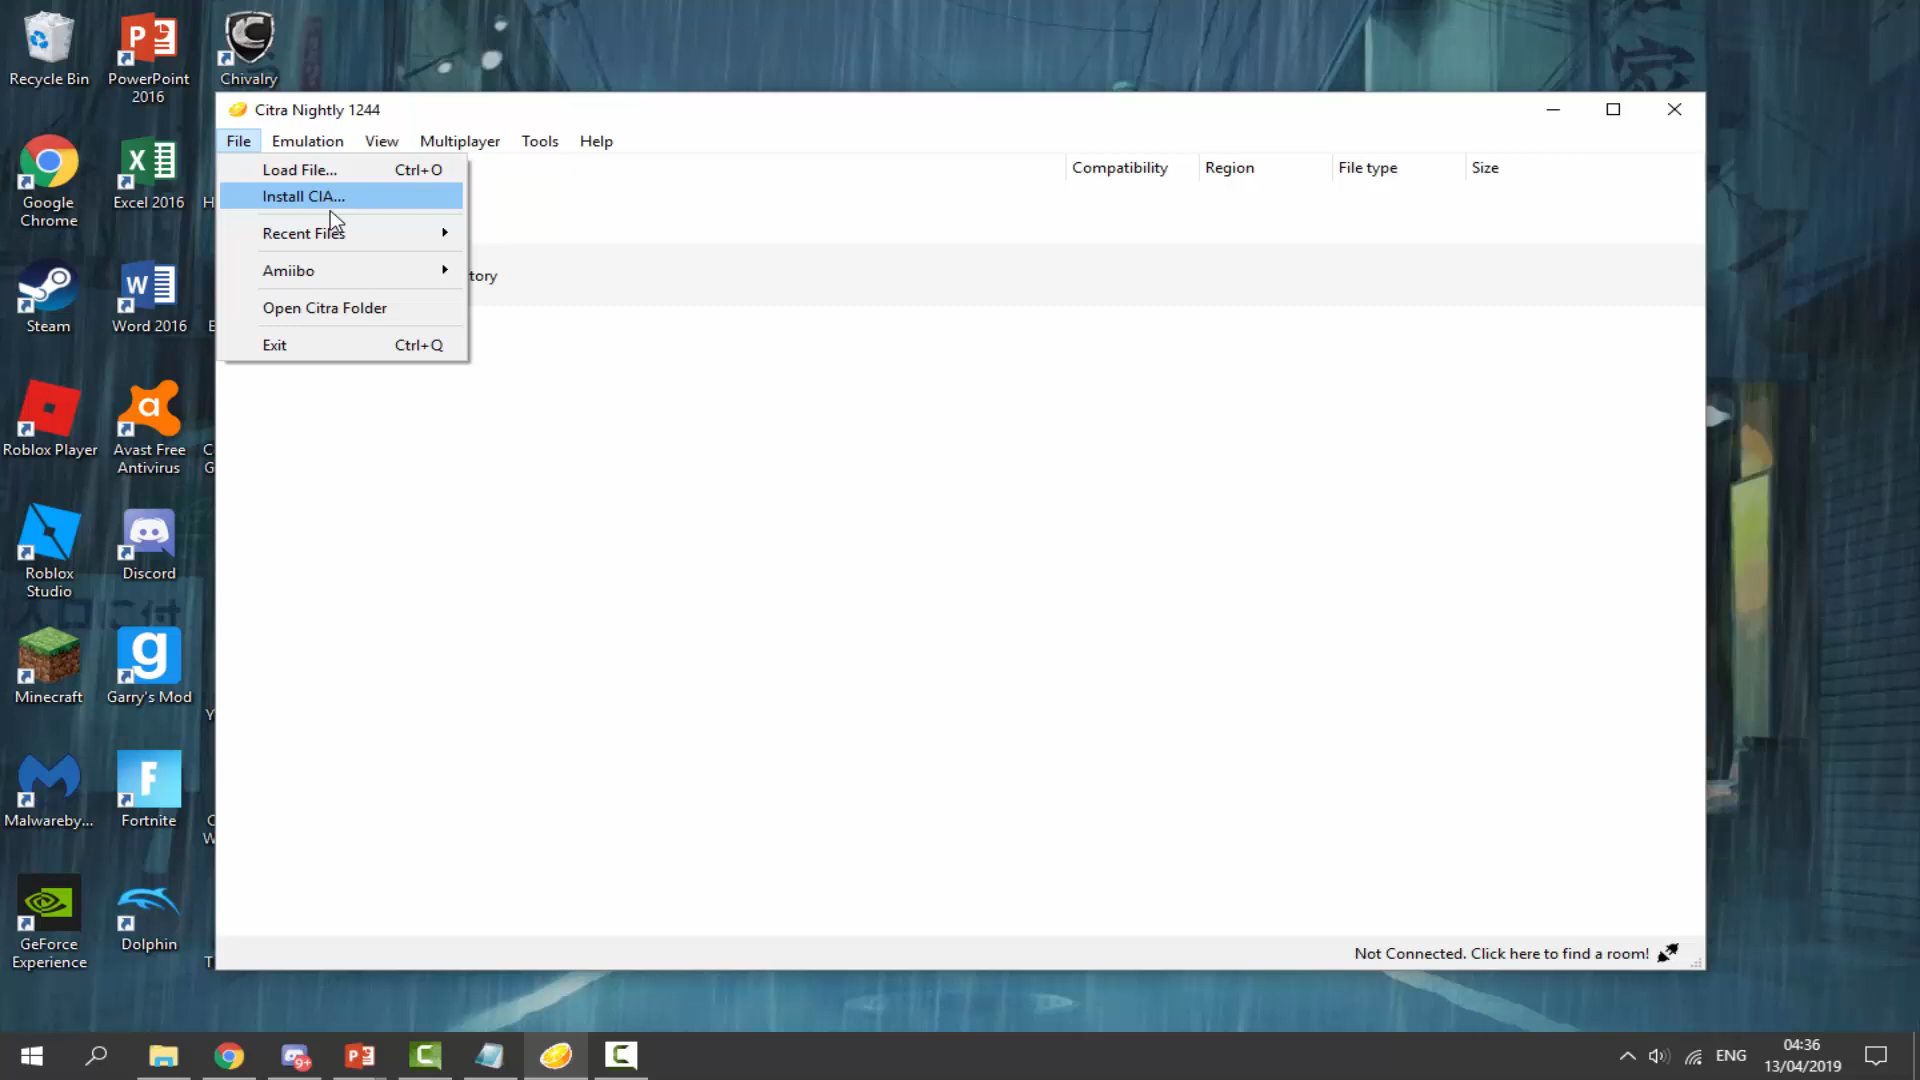 Recycle Bin
PowerPoint
2016
Chivalry
Google
Chrome
Excel 2016
H
Steam
Word 2016
E
Roblox Player
Avast Free
Antivirus
C
G
Roblox
Studio
Discord
Minecraft
Garry's Mod
Y
Malwareby...
Fortnite
C
W
GeForce
Experience
Dolphin
T
Citra Nightly 1244
File Emulation View Multiplayer Tools Help
Compatibility Region File type Size
Load File... Ctrl+O
Install CIA...
Recent Files
Amiibo
tory
Open Citra Folder
Exit Ctrl+Q
Not Connected. Click here to find a room!
9+
ENG
04:36
13/04/2019